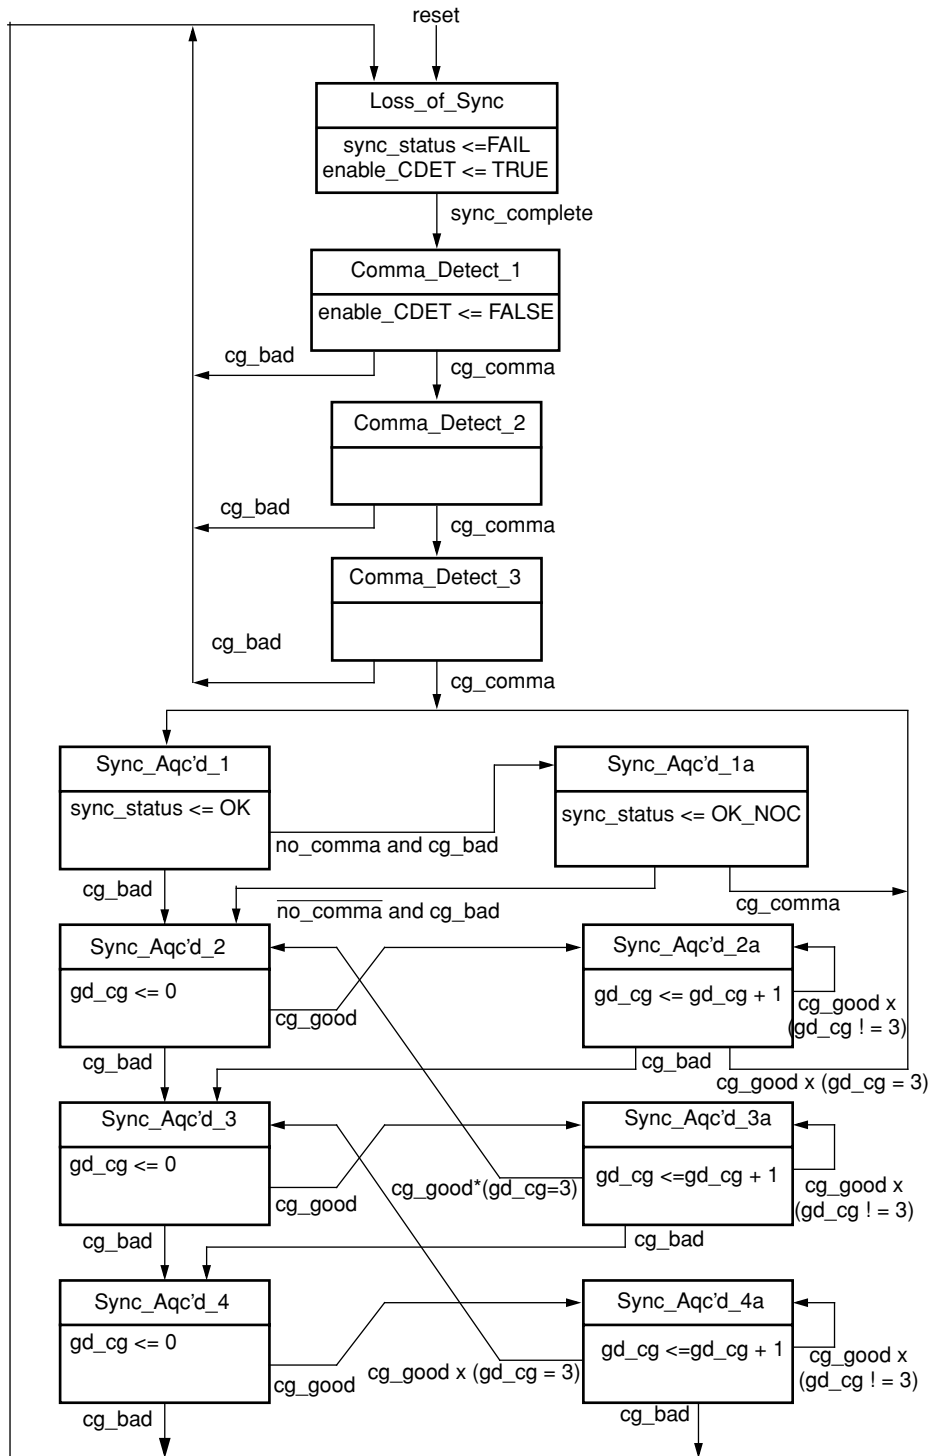 reset
Loss_of_Sync
sync_status <=FAIL
enable_CDET <= TRUE
sync_complete
Comma_Detect_1
enable_CDET <= FALSE
cg_bad
cg_comma
Comma_Detect_2
cg_bad
cg_comma
Comma_Detect_3
cg_bad
cg_comma
Sync_Aqc'd_1
sync_status <= OK
Sync_Aqc'd_1a
sync_status <= OK_NOC
no_comma and cg_bad
cg_bad
no_comma and cg_bad
cg_comma
Sync_Aqc'd_2
gd_cg <= 0
cg_good
Sync_Aqc'd_2a
gd_cg <= gd_cg + 1
cg_good x
(gd_cg ! = 3)
cg_bad
cg_bad
cg_good x (gd_cg = 3)
Sync_Aqc'd_3
gd_cg <= 0
cg_good
cg_good*(gd_cg=3)
Sync_Aqc'd_3a
gd_cg <=gd_cg + 1
cg_good x
(gd_cg ! = 3)
cg_bad
cg_bad
Sync_Aqc'd_4
gd_cg <= 0
cg_good
cg_good x (gd_cg = 3)
Sync_Aqc'd_4a
gd_cg <=gd_cg + 1
cg_good x
(gd_cg ! = 3)
cg_bad
cg_bad